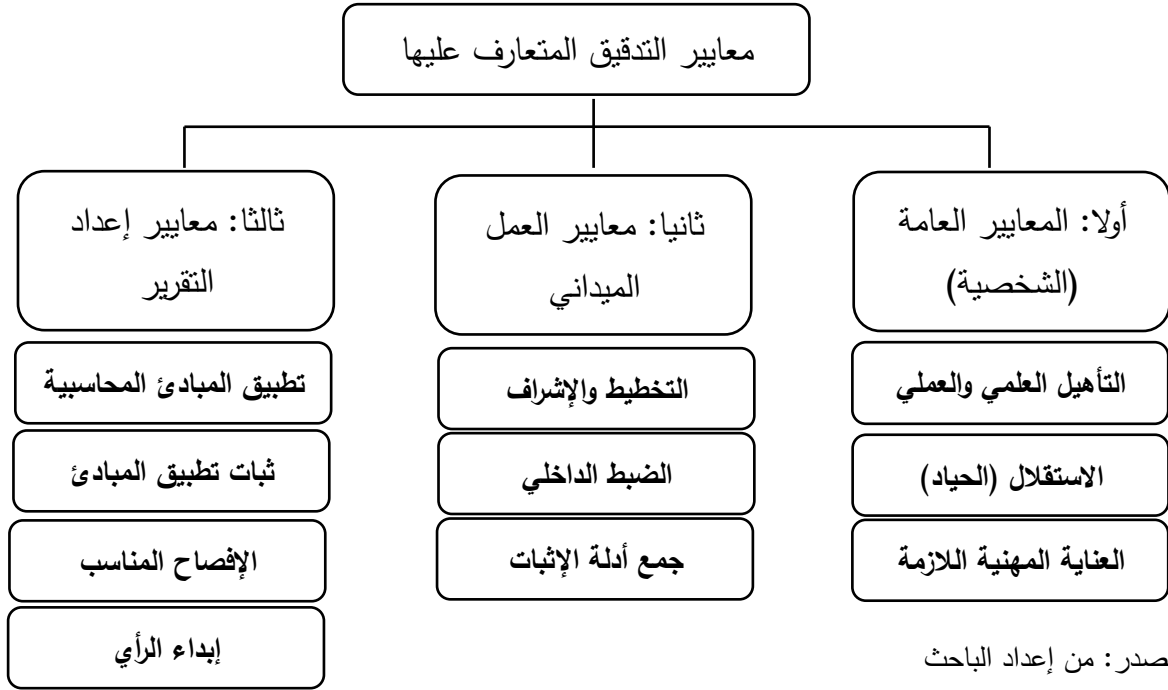 معايير التدقيق المتعارف عليها
أولا: المعايير العامة
(الشخصية)
التأهيل العلمي والعملي
الاستقلال (الحياد)
العناية المهنية اللازمة
ثانيا: معايير العمل
الميداني
التخطيط والإشراف
الضبط الداخلي
جمع أدلة الإثبات
ثالثا: معايير إعداد
التقرير
تطبيق المبادئ المحاسبية
ثبات تطبيق المبادئ
الإفصاح المناسب
إبداء الرأي
صدر: من إعداد الباحث